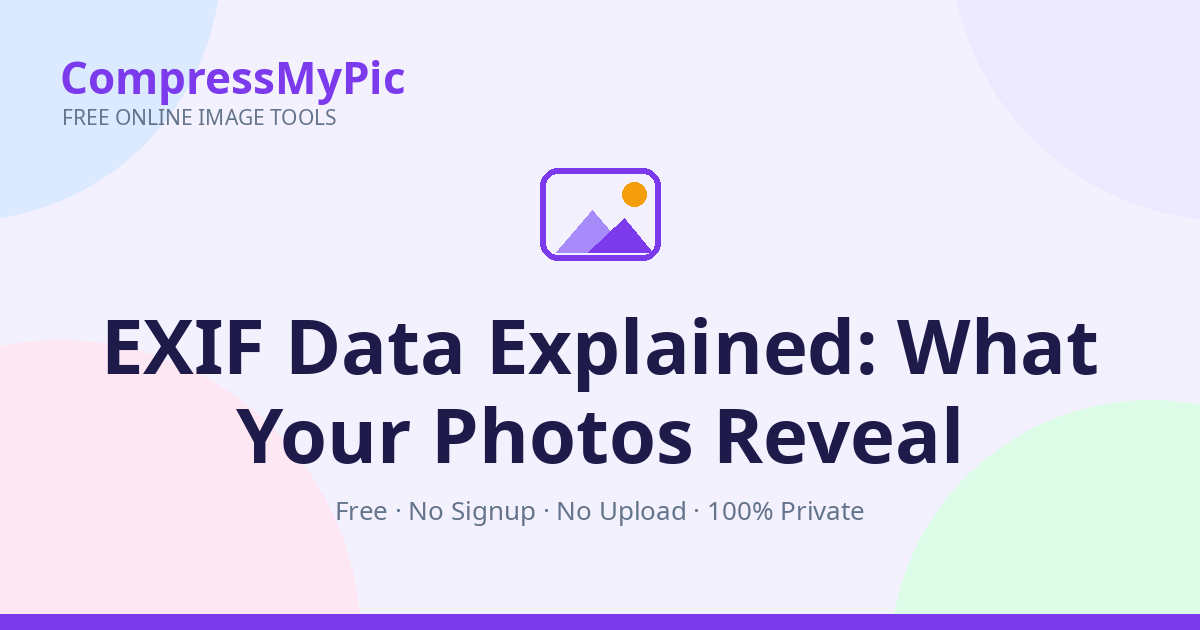 CompressMyPic
FREE ONLINE IMAGE TOOLS
EXIF Data Explained: What
Your Photos Reveal
Free · No Signup · No Upload · 100% Private